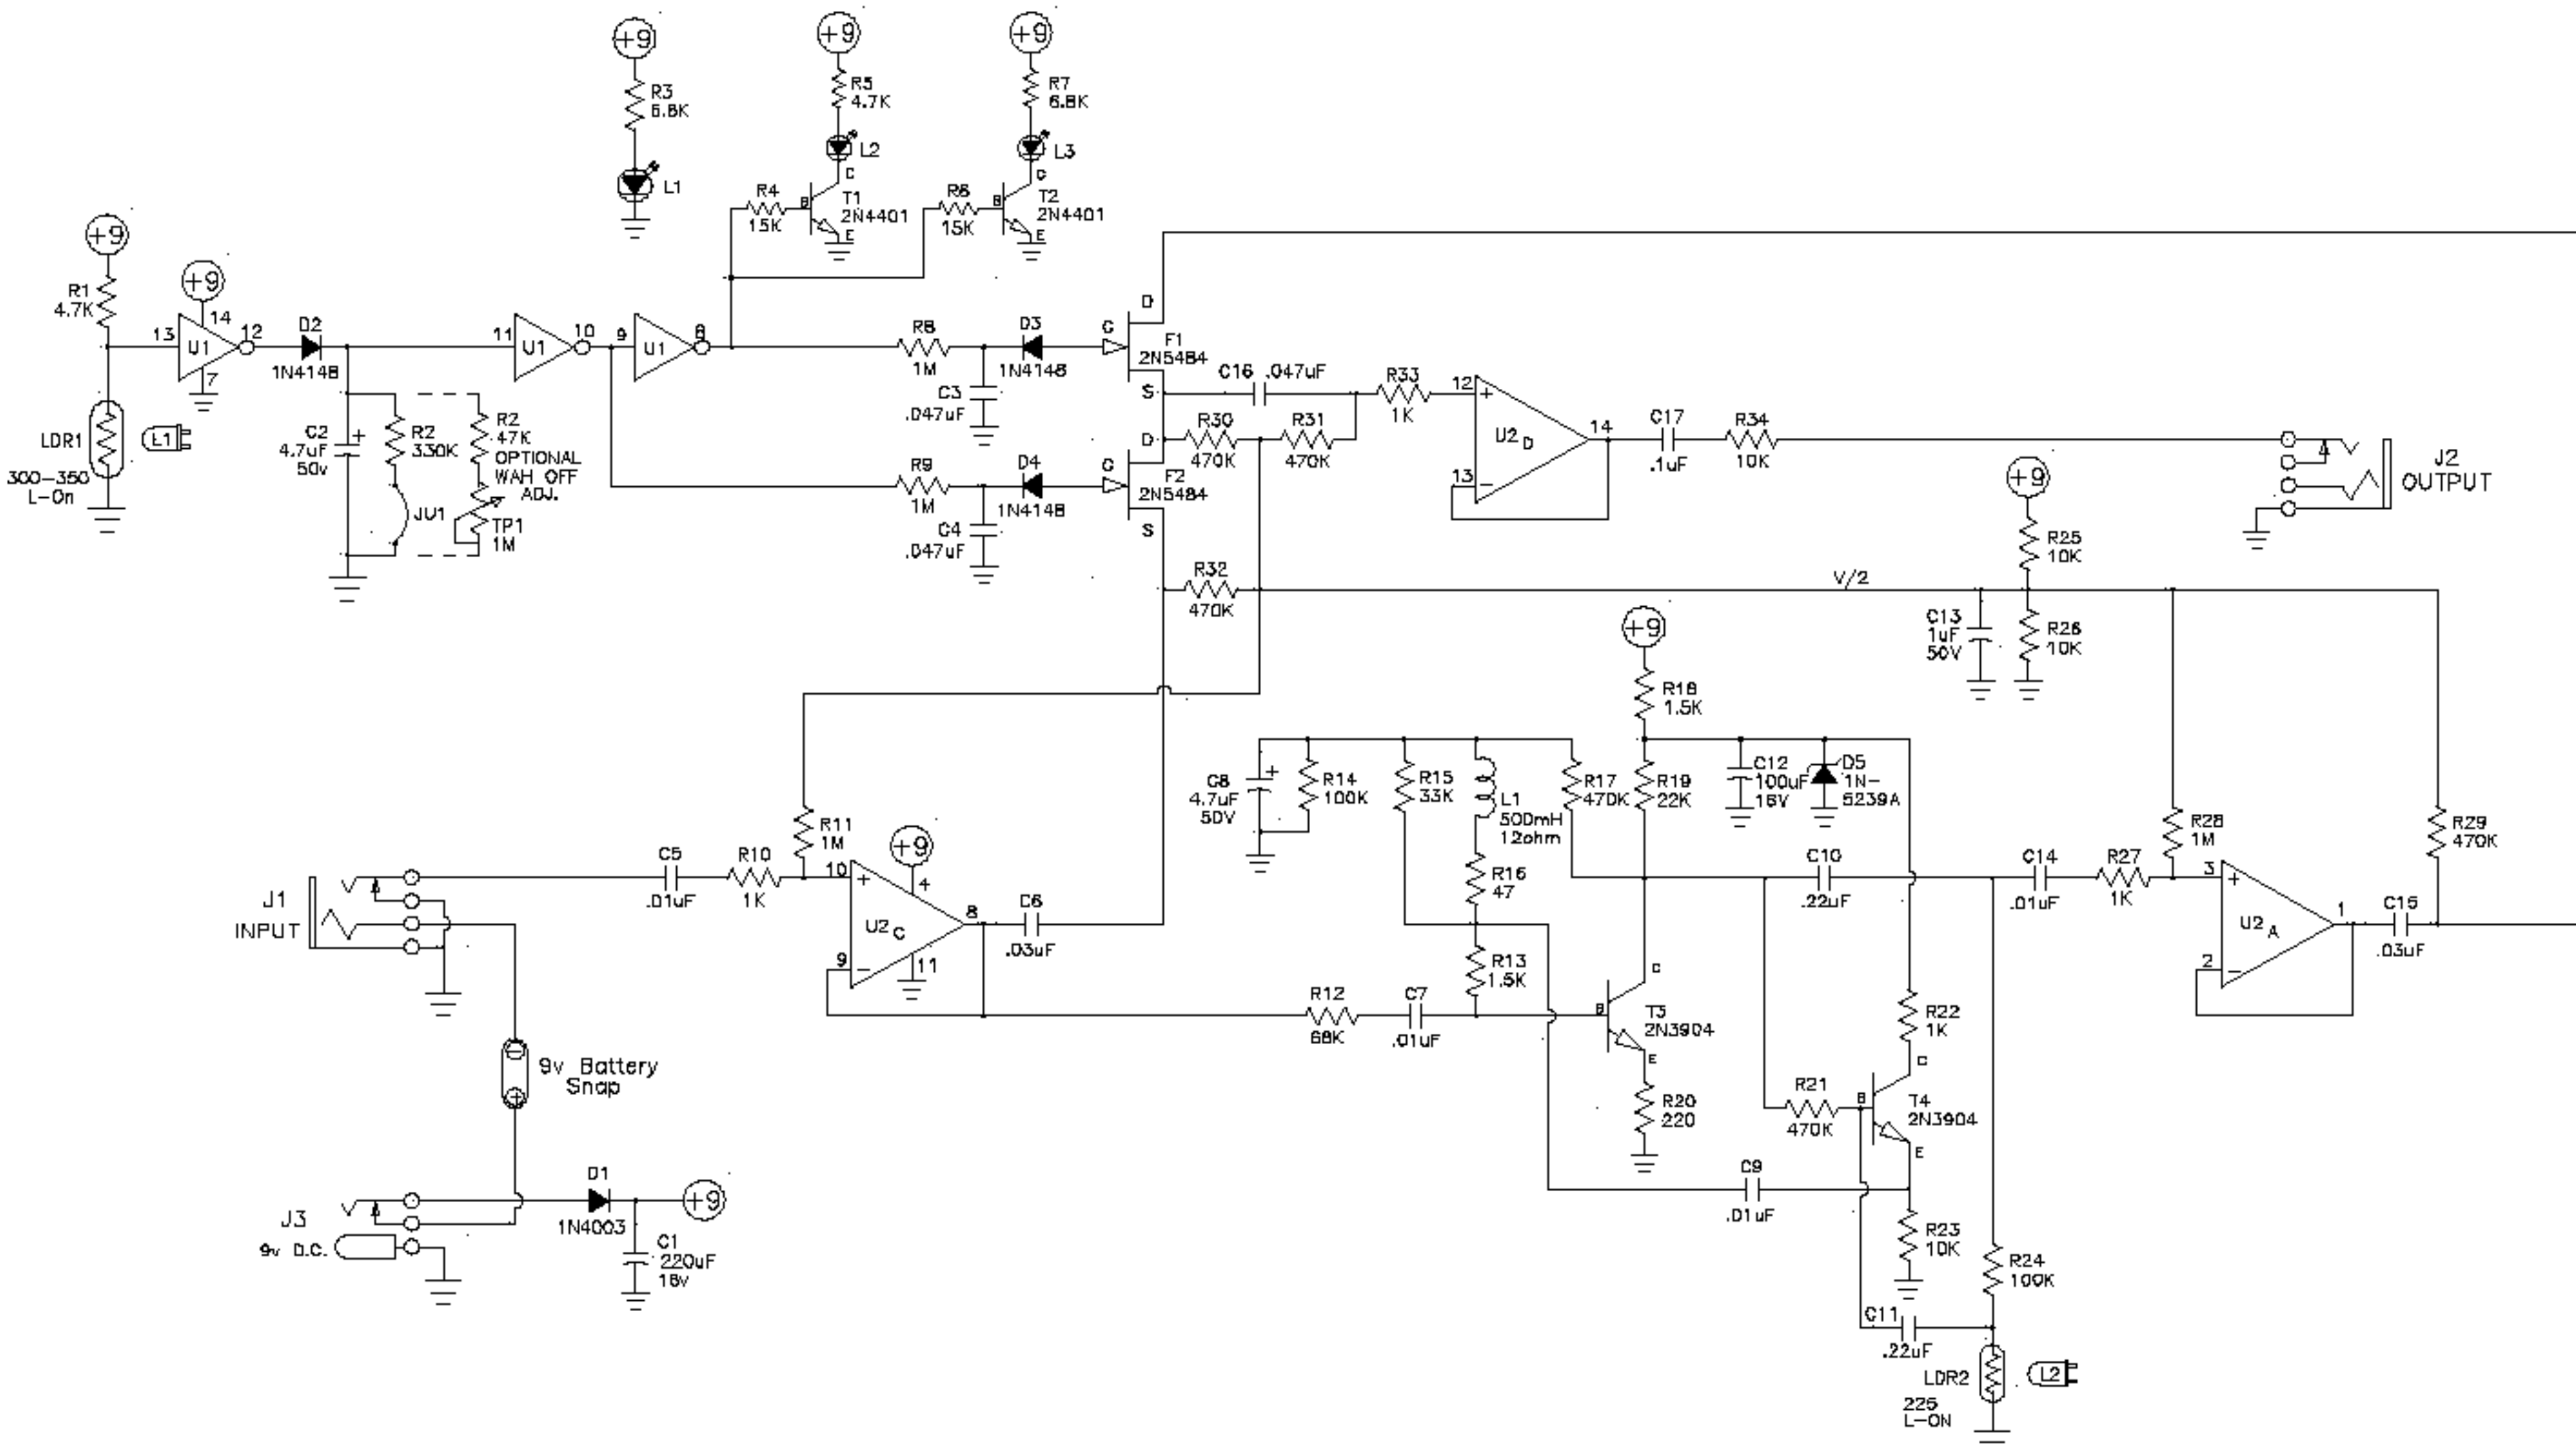 +9
R3
6.8K
L1
+9
R5
4.7K
L2
C
R4
15K
B
T1
2N4401
E
+9
R7
6.8K
L3
C
R6
15K
B
T2
2N4401
E
+9
R1
4.7K
+9
14
13
U1
12
7
D2
1N4148
LDR1
L1
300-350
L-On
C2
4.7uF
50v
+
R2
330K
JU1
R2
47K
OPTIONAL
WAH OFF
ADJ.
TP1
1M
11
U1
10
9
U1
R8
1M
D3
1N4148
C3
.047uF
R9
1M
D4
1N4148
C4
.047uF
D
G
F1
2N5484
S
D
G
F2
2N5484
S
C16
.047uF
R30
470K
R31
470K
R33
1K
12
+
U2 D
14
13
-
C17
.1uF
R34
10K
J2
OUTPUT
+9
R25
10K
R26
10K
C13
1uF
50V
R32
470K
V/2
+9
R18
1.5K
C8
4.7uF
50V
+
R14
100K
R15
33K
L1
500mH
12ohm
R17
470K
R19
22K
C12
100uF
16V
D5
1N-
5239A
R16
47
R13
1.5K
R11
1M
J1
INPUT
C5
.01uF
R10
1K
+9
10
+
4
U2 C
8
9
-
11
C6
.03uF
R12
68K
C7
.01uF
B
C
T3
2N3904
E
R20
220
C10
.22uF
C14
.01uF
R27
1K
R28
1M
R29
470K
3
+
U2 A
1
2
-
C15
.03uF
R22
1K
C
R21
470K
B
T4
2N3904
E
C9
.01uF
R23
10K
R24
100K
C11
.22uF
LDR2
L2
225
L-ON
-
9v Battery
Snap
+
J3
9v D.C.
D1
1N4003
+9
C1
220uF
16v